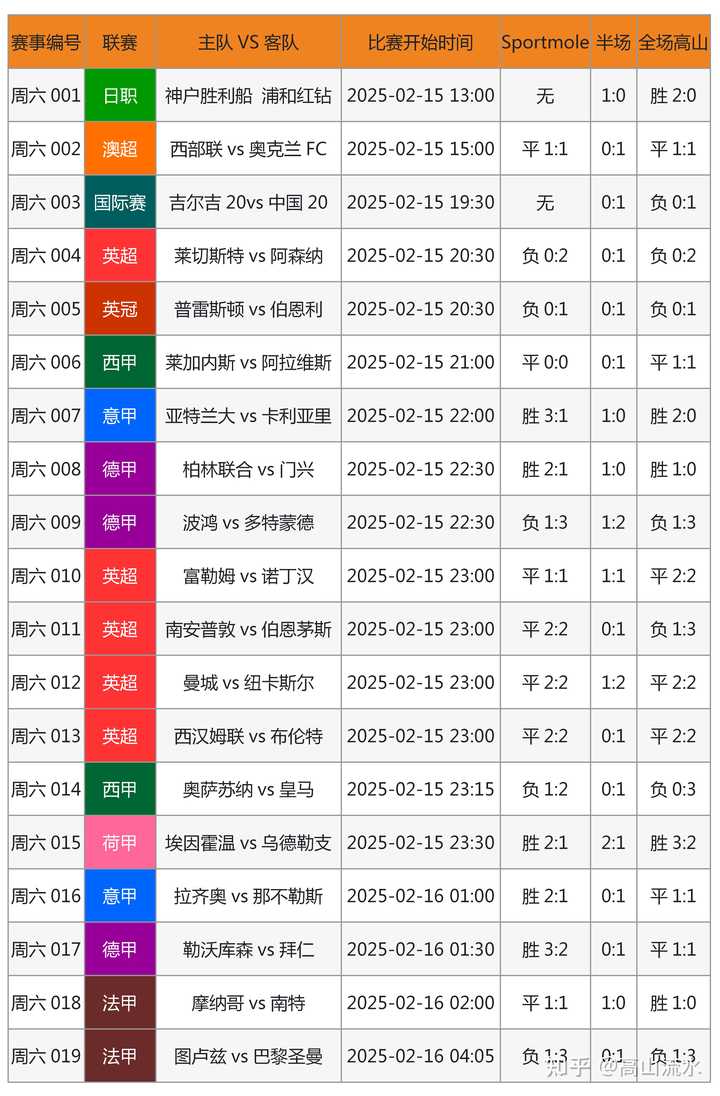 赛事编号 联赛 主队 VS 客队 比赛开始时间 Sportmole 半场 全场高山
周六 001 日职 神户胜利船 浦和红钻 2025-02-15 13:00 无 1:0 胜 2:0
周六 002 澳超 西部联 vs 奥克兰 FC 2025-02-15 15:00 平 1:1 0:1 平 1:1
周六 003 国际赛 吉尔吉 20vs 中国 20 2025-02-15 19:30 无 0:1 负 0:1
周六 004 英超 莱切斯特 vs 阿森纳 2025-02-15 20:30 负 0:2 0:1 负 0:2
周六 005 英冠 普雷斯顿 vs 伯恩利 2025-02-15 20:30 负 0:1 0:1 负 0:1
周六 006 西甲 莱加内斯 vs 阿拉维斯 2025-02-15 21:00 平 0:0 0:1 平 1:1
周六 007 意甲 亚特兰大 vs 卡利亚里 2025-02-15 22:00 胜 3:1 1:0 胜 2:0
周六 008 德甲 柏林联合 vs 门兴 2025-02-15 22:30 胜 2:1 1:0 胜 1:0
周六 009 德甲 波鸿 vs 多特蒙德 2025-02-15 22:30 负 1:3 1:2 负 1:3
周六 010 英超 富勒姆 vs 诺丁汉 2025-02-15 23:00 平 1:1 1:1 平 2:2
周六 011 英超 南安普敦 vs 伯恩茅斯 2025-02-15 23:00 平 2:2 0:1 负 1:3
周六 012 英超 曼城 vs 纽卡斯尔 2025-02-15 23:00 平 2:2 1:2 平 2:2
周六 013 英超 西汉姆联 vs 布伦特 2025-02-15 23:00 平 2:2 0:1 平 2:2
周六 014 西甲 奥萨苏纳 vs 皇马 2025-02-15 23:15 负 1:2 0:1 负 0:3
周六 015 荷甲 埃因霍温 vs 乌德勒支 2025-02-15 23:30 胜 2:1 2:1 胜 3:2
周六 016 意甲 拉齐奥 vs 那不勒斯 2025-02-16 01:00 胜 2:1 0:1 平 1:1
周六 017 德甲 勒沃库森 vs 拜仁 2025-02-16 01:30 胜 3:2 0:1 平 1:1
周六 018 法甲 摩纳哥 vs 南特 2025-02-16 02:00 平 1:1 1:0 胜 1:0
周六 019 法甲 图卢兹 vs 巴黎圣曼 2025-02-16 04:05 负 1:3 0:1 负 1:3
知乎 @高山流水